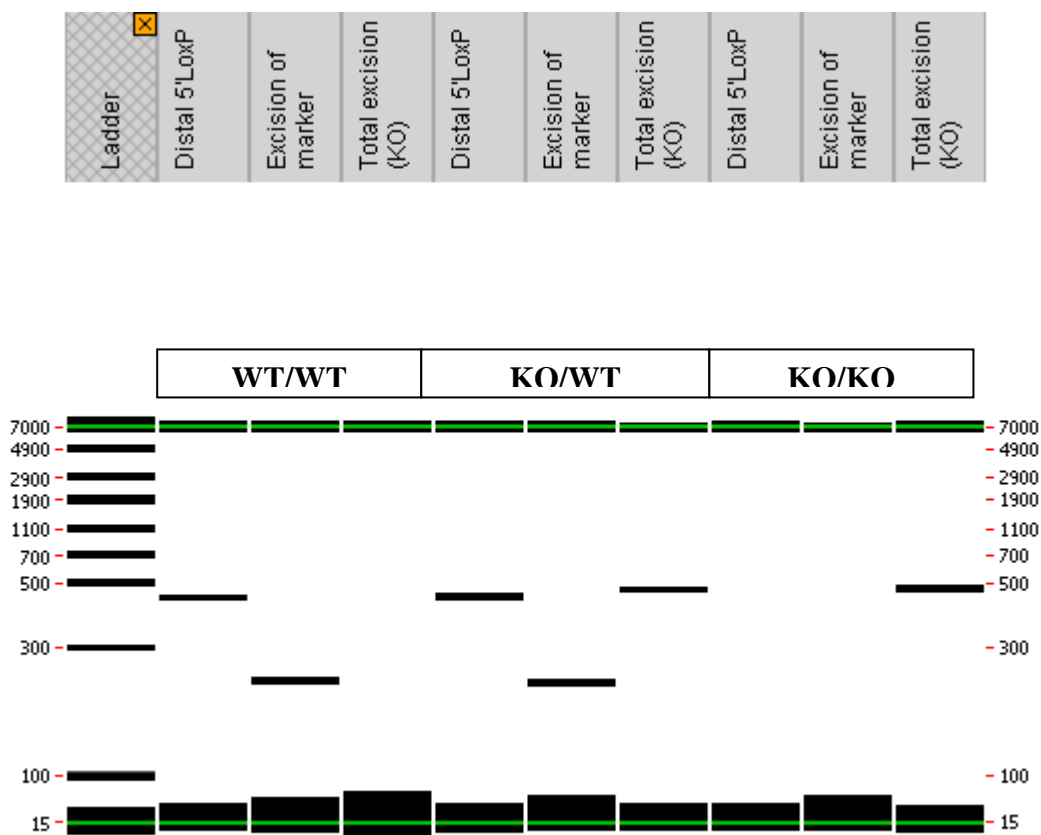 Ladder
Distal 5'LoxP
Excision of
marker
Total excision
(KO)
Distal 5'LoxP
Excision of
marker
Total excision
(KO)
Distal 5'LoxP
Excision of
marker
Total excision
(KO)
WT/WT KO/WT KO/KO
7000 7000
4900 4900
2900 2900
1900 1900
1100 1100
700 700
500 500
300 300
100 100
15 15